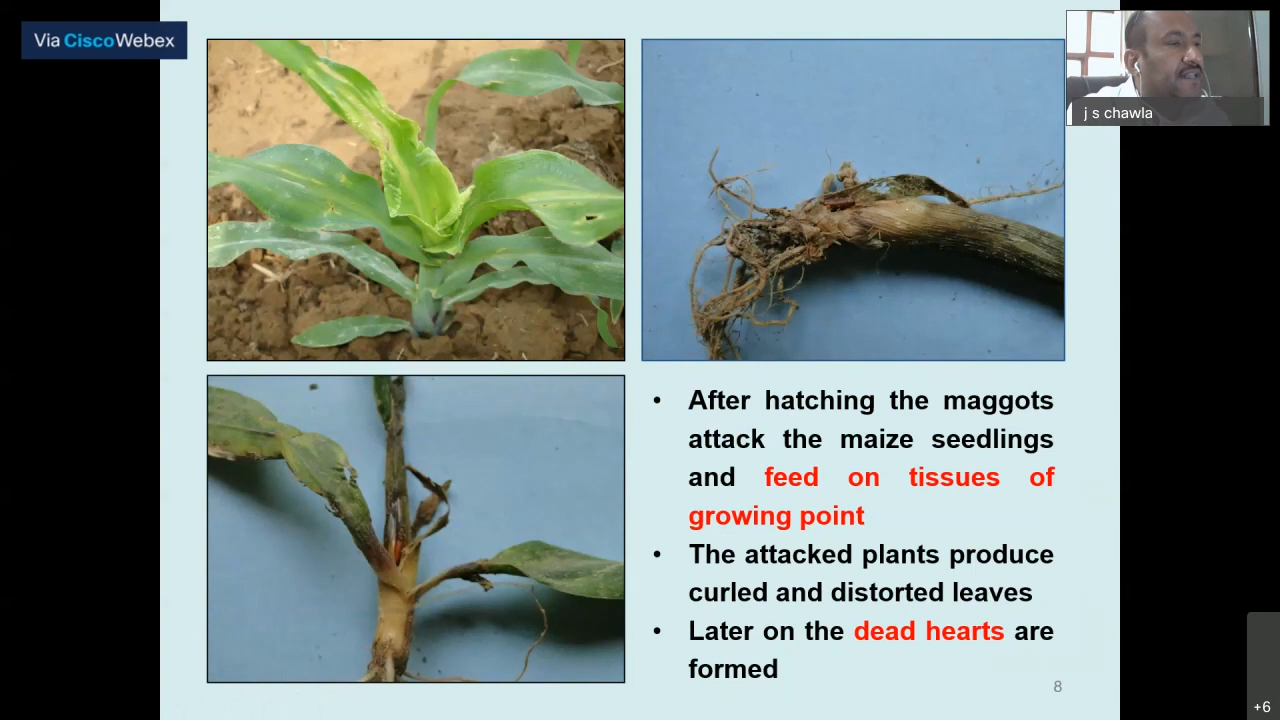 Via CiscoWebex
j s chawla
• After hatching the maggots
attack the maize seedlings
and feed on tissues of
growing point
• The attacked plants produce
curled and distorted leaves
• Later on the dead hearts are
formed
8
+6